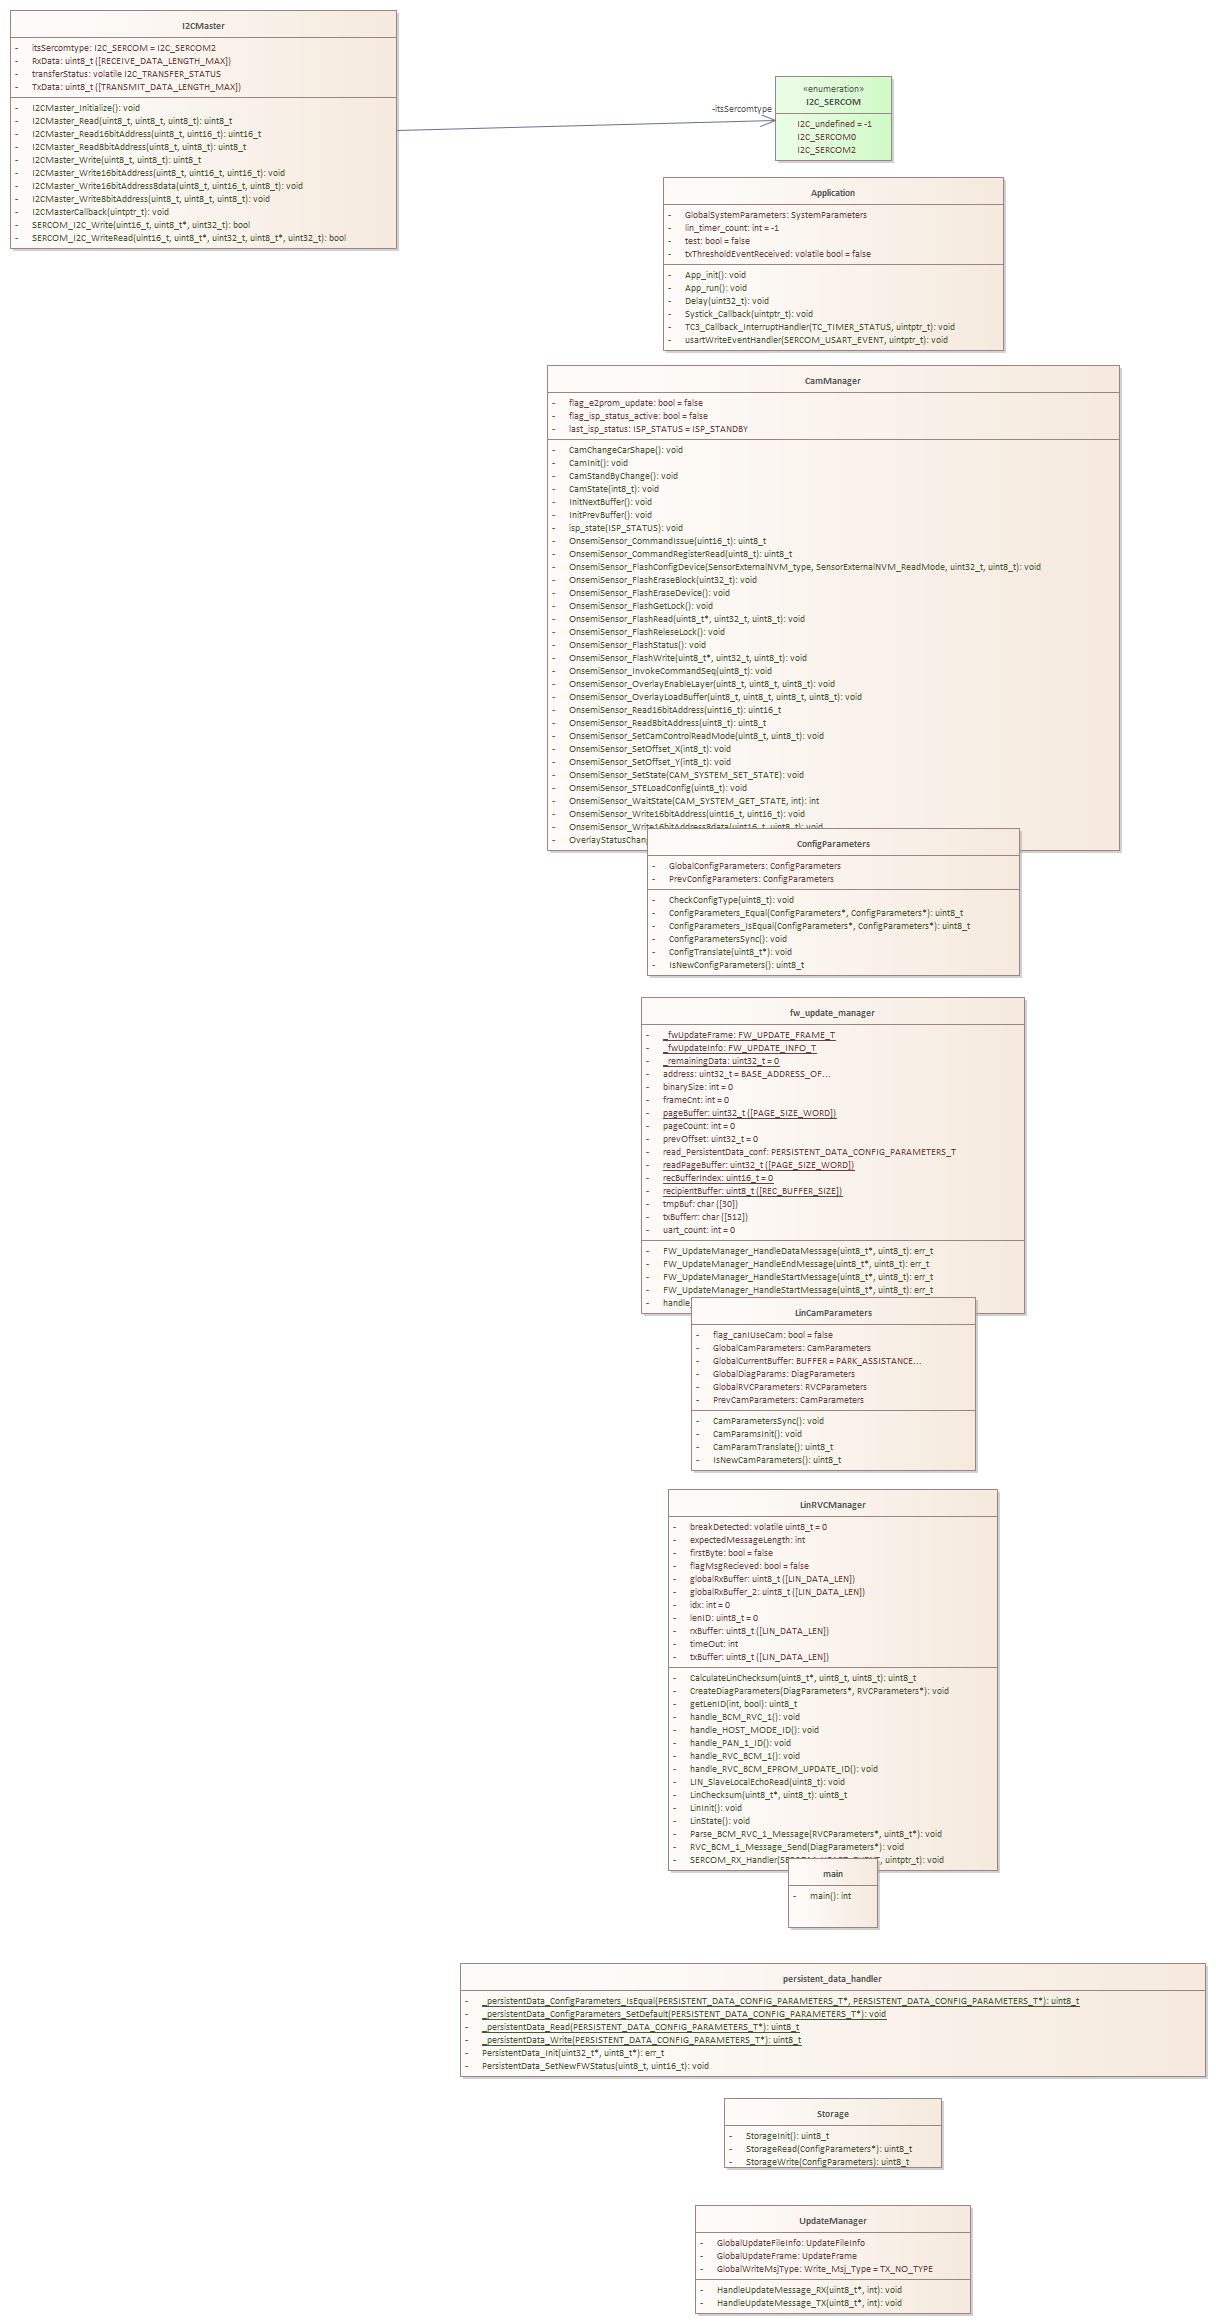 I2CMaster
- itsSercomtype: I2C_SERCOM = I2C_SERCOM2
- RxData: uint8_t ([RECEIVE_DATA_LENGTH_MAX])
- transferStatus: volatile I2C_TRANSFER_STATUS
- TxData: uint8_t ([TRANSMIT_DATA_LENGTH_MAX])
- I2CMaster_Initialize(): void
- I2CMaster_Read(uint8_t, uint8_t, uint8_t): uint8_t
- I2CMaster_Read16bitAddress(uint8_t, uint16_t): uint16_t
- I2CMaster_Read8bitAddress(uint8_t, uint8_t): uint8_t
- I2CMaster_Write(uint8_t, uint8_t): uint8_t
- I2CMaster_Write16bitAddress(uint8_t, uint16_t, uint16_t): void
- I2CMaster_Write16bitAddress8data(uint8_t, uint16_t, uint8_t): void
- I2CMaster_Write8bitAddress(uint8_t, uint8_t, uint8_t): void
- I2CMasterCallback(uintptr_t): void
- SERCOM_I2C_Write(uint16_t, uint8_t*, uint32_t): bool
- SERCOM_I2C_WriteRead(uint16_t, uint8_t*, uint32_t, uint8_t*, uint32_t): bool
-itsSercomtype
«enumeration»
I2C_SERCOM
I2C_undefined = -1
I2C_SERCOM0
I2C_SERCOM2
Application
- GlobalSystemParameters: SystemParameters
- lin_timer_count: int = -1
- test: bool = false
- txThresholdEventReceived: volatile bool = false
- App_init(): void
- App_run(): void
- Delay(uint32_t): void
- Systick_Callback(uintptr_t): void
- TC3_Callback_InterruptHandler(TC_TIMER_STATUS, uintptr_t): void
- usartWriteEventHandler(SERCOM_USART_EVENT, uintptr_t): void
CamManager
- flag_e2prom_update: bool = false
- flag_isp_status_active: bool = false
- last_isp_status: ISP_STATUS = ISP_STANDBY
- CamChangeCarShape(): void
- CamInit(): void
- CamStandByChange(): void
- CamState(int8_t): void
- InitNextBuffer(): void
- InitPrevBuffer(): void
- isp_state(ISP_STATUS): void
- OnsemiSensor_CommandIssue(uint16_t): uint8_t
- OnsemiSensor_CommandRegisterRead(uint8_t): uint8_t
- OnsemiSensor_FlashConfigDevice(SensorExternalNVM_type, SensorExternalNVM_ReadMode, uint32_t, uint8_t): void
- OnsemiSensor_FlashEraseBlock(uint32_t): void
- OnsemiSensor_FlashEraseDevice(): void
- OnsemiSensor_FlashGetLock(): void
- OnsemiSensor_FlashRead(uint8_t*, uint32_t, uint8_t): void
- OnsemiSensor_FlashReleseLock(): void
- OnsemiSensor_FlashStatus(): void
- OnsemiSensor_FlashWrite(uint8_t*, uint32_t, uint8_t): void
- OnsemiSensor_InvokeCommandSeq(uint8_t): void
- OnsemiSensor_OverlayEnableLayer(uint8_t, uint8_t, uint8_t): void
- OnsemiSensor_OverlayLoadBuffer(uint8_t, uint8_t, uint8_t, uint8_t): void
- OnsemiSensor_Read16bitAddress(uint16_t): uint16_t
- OnsemiSensor_Read8bitAddress(uint8_t): uint8_t
- OnsemiSensor_SetCamControlReadMode(uint8_t, uint8_t): void
- OnsemiSensor_SetOffset_X(int8_t): void
- OnsemiSensor_SetOffset_Y(int8_t): void
- OnsemiSensor_SetState(CAM_SYSTEM_SET_STATE): void
- OnsemiSensor_STELoadConfig(uint8_t): void
- OnsemiSensor_WaitState(CAM_SYSTEM_GET_STATE, int): int
- OnsemiSensor_Write16bitAddress(uint16_t, uint16_t): void
- OnsemiSensor_Write16bitAddress8data(uint16_t, uint8_t): void
- OverlayStatusChan
ConfigParameters
- GlobalConfigParameters: ConfigParameters
- PrevConfigParameters: ConfigParameters
- CheckConfigType(uint8_t): void
- ConfigParameters_Equal(ConfigParameters*, ConfigParameters*): uint8_t
- ConfigParameters_IsEqual(ConfigParameters*, ConfigParameters*): uint8_t
- ConfigParametersSync(): void
- ConfigTranslate(uint8_t*): void
- IsNewConfigParameters(): uint8_t
fw_update_manager
- _fwUpdateFrame: FW_UPDATE_FRAME_T
- _fwUpdateInfo: FW_UPDATE_INFO_T
- _remainingData: uint32_t = 0
- address: uint32_t = BASE_ADDRESS_OF...
- binarySize: int = 0
- frameCnt: int = 0
- pageBuffer: uint32_t ([PAGE_SIZE_WORD])
- pageCount: int = 0
- prevOffset: uint32_t = 0
- read_PersistentData_conf: PERSISTENT_DATA_CONFIG_PARAMETERS_T
- readPageBuffer: uint32_t ([PAGE_SIZE_WORD])
- recBufferIndex: uint16_t = 0
- recipientBuffer: uint8_t ([REC_BUFFER_SIZE])
- tmpBuf: char ([30])
- txBufferr: char ([512])
- uart_count: int = 0
- FW_UpdateManager_HandleDataMessage(uint8_t*, uint8_t): err_t
- FW_UpdateManager_HandleEndMessage(uint8_t*, uint8_t): err_t
- FW_UpdateManager_HandleStartMessage(uint8_t*, uint8_t): err_t
- FW_UpdateManager_HandleStartMessage(uint8_t*, uint8_t): err_t
- handle_
LinCamParameters
- flag_canIUseCam: bool = false
- GlobalCamParameters: CamParameters
- GlobalCurrentBuffer: BUFFER = PARK_ASSISTANCE...
- GlobalDiagParams: DiagParameters
- GlobalRVCParameters: RVCParameters
- PrevCamParameters: CamParameters
- CamParametersSync(): void
- CamParamsInit(): void
- CamParamTranslate(): uint8_t
- IsNewCamParameters(): uint8_t
LinRVCManager
- breakDetected: volatile uint8_t = 0
- expectedMessageLength: int
- firstByte: bool = false
- flagMsgRecieved: bool = false
- globalRxBuffer: uint8_t ([LIN_DATA_LEN])
- globalRxBuffer_2: uint8_t ([LIN_DATA_LEN])
- idx: int = 0
- lenID: uint8_t = 0
- rxBuffer: uint8_t ([LIN_DATA_LEN])
- timeOut: int
- txBuffer: uint8_t ([LIN_DATA_LEN])
- CalculateLinChecksum(uint8_t*, uint8_t, uint8_t): uint8_t
- CreateDiagParameters(DiagParameters*, RVCParameters*): void
- getLenID(int, bool): uint8_t
- handle_BCM_RVC_1(): void
- handle_HOST_MODE_ID(): void
- handle_PAN_1_ID(): void
- handle_RVC_BCM_1(): void
- handle_RVC_BCM_EPROM_UPDATE_ID(): void
- LIN_SlaveLocalEchoRead(uint8_t): void
- LinChecksum(uint8_t*, uint8_t): uint8_t
- LinInit(): void
- LinState(): void
- Parse_BCM_RVC_1_Message(RVCParameters*, uint8_t*): void
- RVC_BCM_1_Message_Send(DiagParameters*): void
- SERCOM_RX_Handler(SERCOM_USART_EVENT, uintptr_t): void
main
- main(): int
persistent_data_handler
- _persistentData_ConfigParameters_IsEqual(PERSISTENT_DATA_CONFIG_PARAMETERS_T*, PERSISTENT_DATA_CONFIG_PARAMETERS_T*): uint8_t
- _persistentData_ConfigParameters_SetDefault(PERSISTENT_DATA_CONFIG_PARAMETERS_T*): void
- _persistentData_Read(PERSISTENT_DATA_CONFIG_PARAMETERS_T*): uint8_t
- _persistentData_Write(PERSISTENT_DATA_CONFIG_PARAMETERS_T*): uint8_t
- PersistentData_Init(uint32_t*, uint8_t*): err_t
- PersistentData_SetNewFWStatus(uint8_t, uint16_t): void
Storage
- StorageInit(): uint8_t
- StorageRead(ConfigParameters*): uint8_t
- StorageWrite(ConfigParameters): uint8_t
UpdateManager
- GlobalUpdateFileInfo: UpdateFileInfo
- GlobalUpdateFrame: UpdateFrame
- GlobalWriteMsjType: Write_Msj_Type = TX_NO_TYPE
- HandleUpdateMessage_RX(uint8_t*, int): void
- HandleUpdateMessage_TX(uint8_t*, int): void